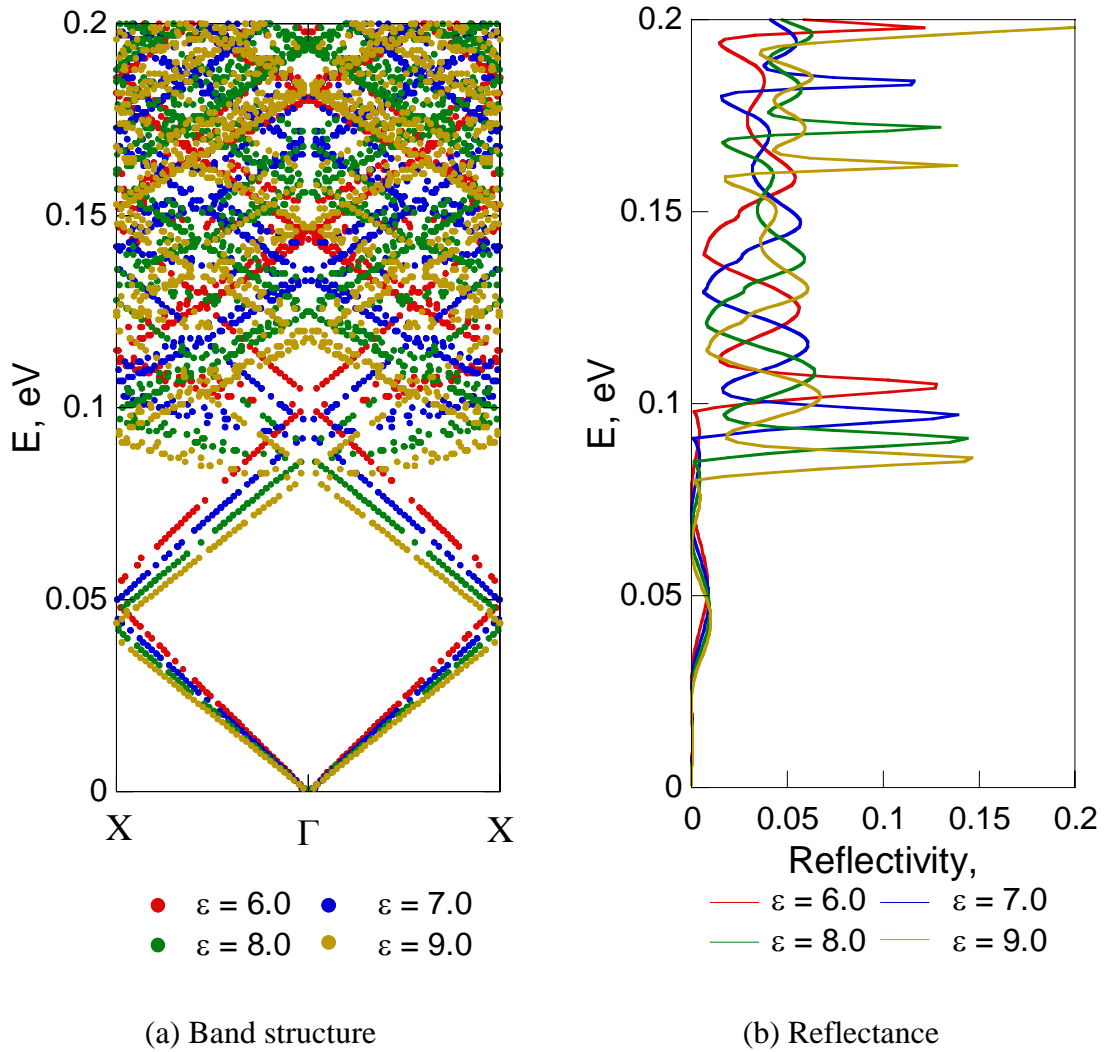 0.2
0.15
0.1
0.05
0
E, eV
X
Γ
X
ε = 6.0
ε = 7.0
ε = 8.0
ε = 9.0
(a) Band structure
0.2
0.15
0.1
0.05
0
E, eV
0 0.05 0.1 0.15 0.2
Reflectivity,
ε = 6.0
ε = 7.0
ε = 8.0
ε = 9.0
(b) Reflectance